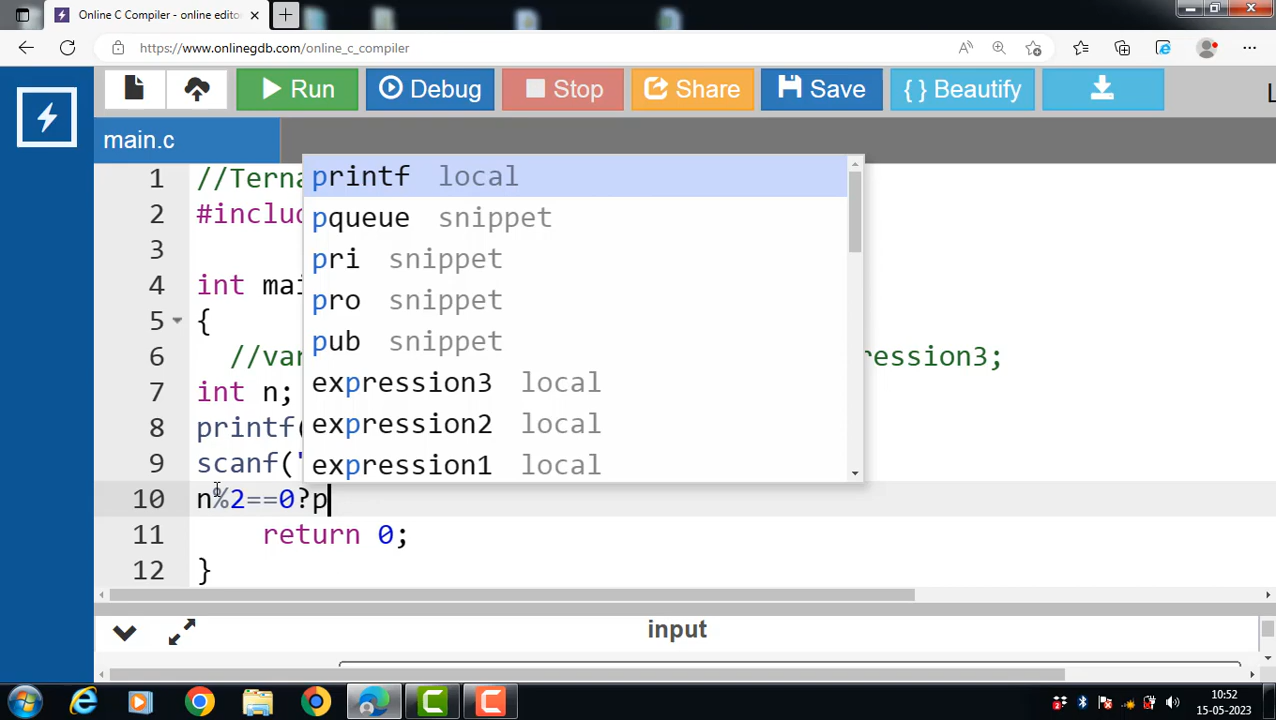 Online C Compiler - online editor
https://www.onlinegdb.com/online_c_compiler
Run
Debug
Stop
Share
Save
{ } Beautify
main.c
1 //Terna
2 #includ
3
4 int mai
5 {
6 //var ression3;
7 int n;
8 printf(
9 scanf("
10 n%2==0?p
11 return 0;
12 }
printf local
pqueue snippet
pri snippet
pro snippet
pub snippet
expression3 local
expression2 local
expression1 local
input
10:52
15-05-2023